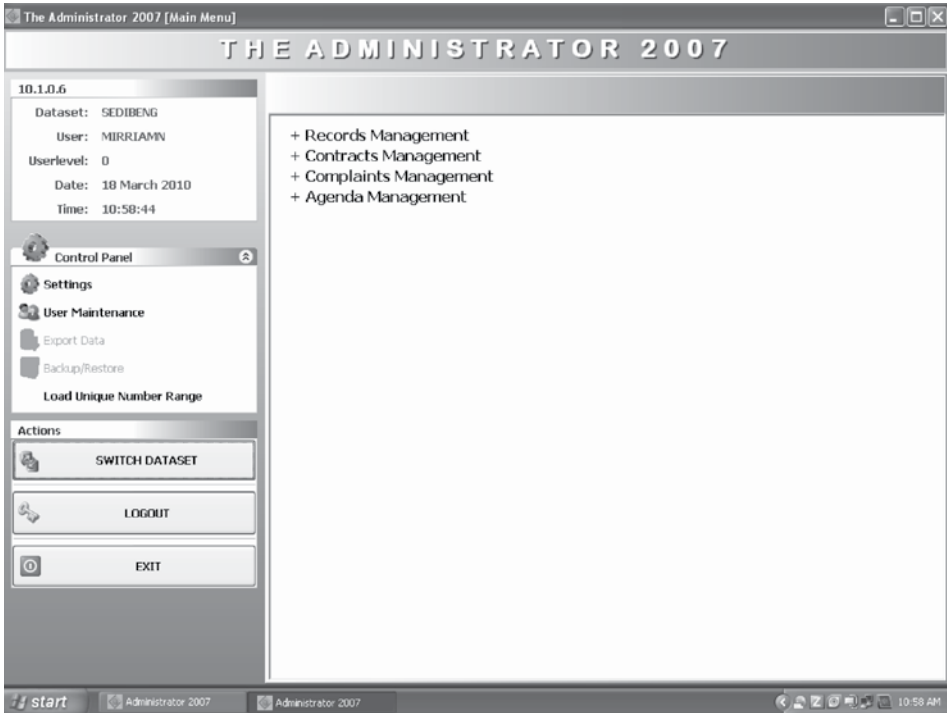 The Administrator 2007 [Main Menu]
THE ADMINISTRATOR 2007
10.1.0.6
Dataset: SEDIBENG
User: MIRRIAMN
Userlevel: 0
Date: 18 March 2010
Time: 10:58:44
Control Panel
Settings
User Maintenance
Export Data
Backup/Restore
Load Unique Number Range
Actions
SWITCH DATASET
LOGOUT
EXIT
+ Records Management
+ Contracts Management
+ Complaints Management
+ Agenda Management
start
Administrator 2007
Administrator 2007
10:58 AM